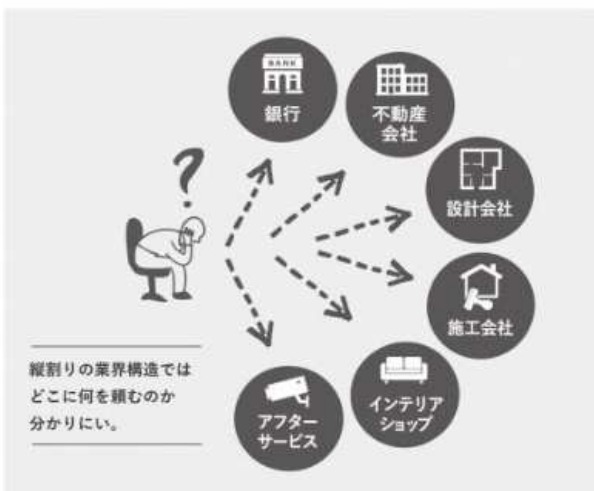 BANK
銀行
不動産
会社
設計会社
施工会社
インテリア
ショップ
アフター
サービス
?
縦割りの業界構造では
どこに何を頼むのか
分かりにい。